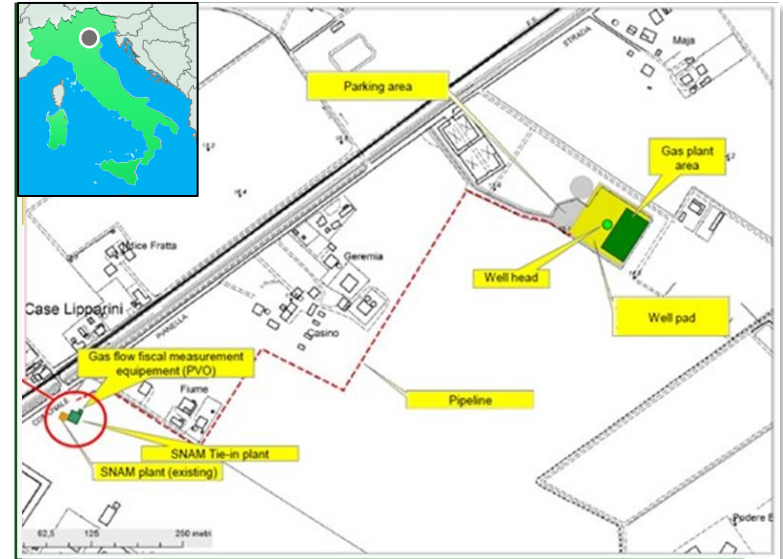 Parking area
STRADA
Maja
Gas plant
area
Geremia
Well head
Well pad
Case Lipparini
PIANELLA
Casino
Gas flow fiscal measurement
equipement (PVO)
Fiume
Pipeline
SNAM Tie-in plant
SNAM plant (existing)
62,5 125 250 metri
Podere E